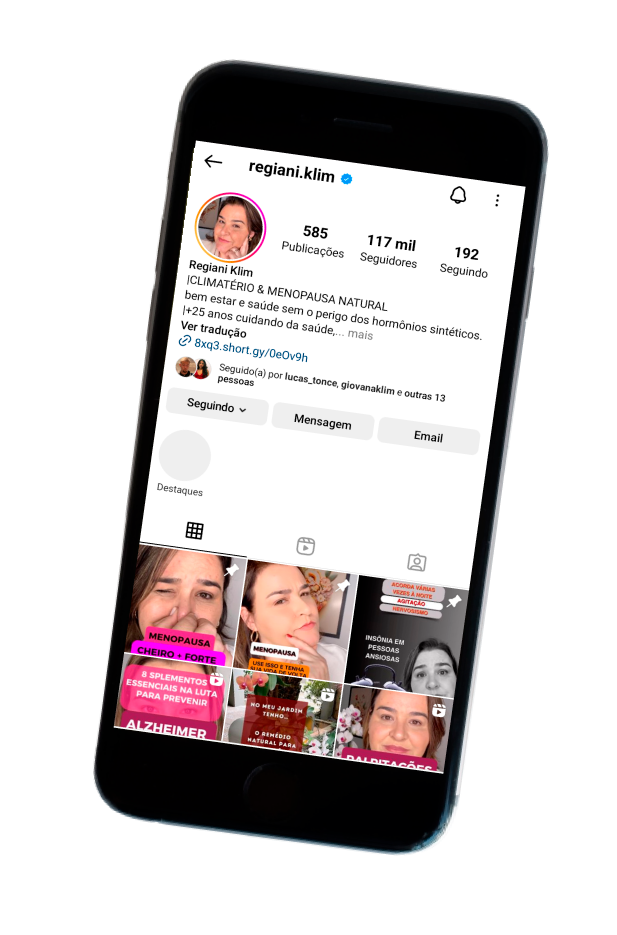 regiani.klim
585
Publicações
117 mil
Seguidores
192
Seguindo
Regiani Klim
|CLIMATÉRIO & MENOPAUSA NATURAL
bem estar e saúde sem o perigo dos hormônios sintéticos.
|+25 anos cuidando da saúde,... mais
Ver tradução
8xq3.short.gy/0eOv9h
Seguido(a) por lucas_tonce, giovanaklim e outras 13
pessoas
Seguindo
Mensagem
Email
Destaques
MENOPAUSA
CHEIRO + FORTE
MENOPAUSA
USE ISSO E TENHA
SUA VIDA DE VOLTA
ACORDA VÁRIAS
VEZES À NOITE
AGITAÇÃO
NERVOSISMO
INSÔNIA EM
PESSOAS
ANSIOSAS
8 SPLEMENTOS
ESSENCIAIS NA LUTA
PARA PREVENIR
ALZHEIMER
NO MEU JARDIM
TENHO...
O REMÉDIO
NATURAL PARA
PALPITAÇÕES